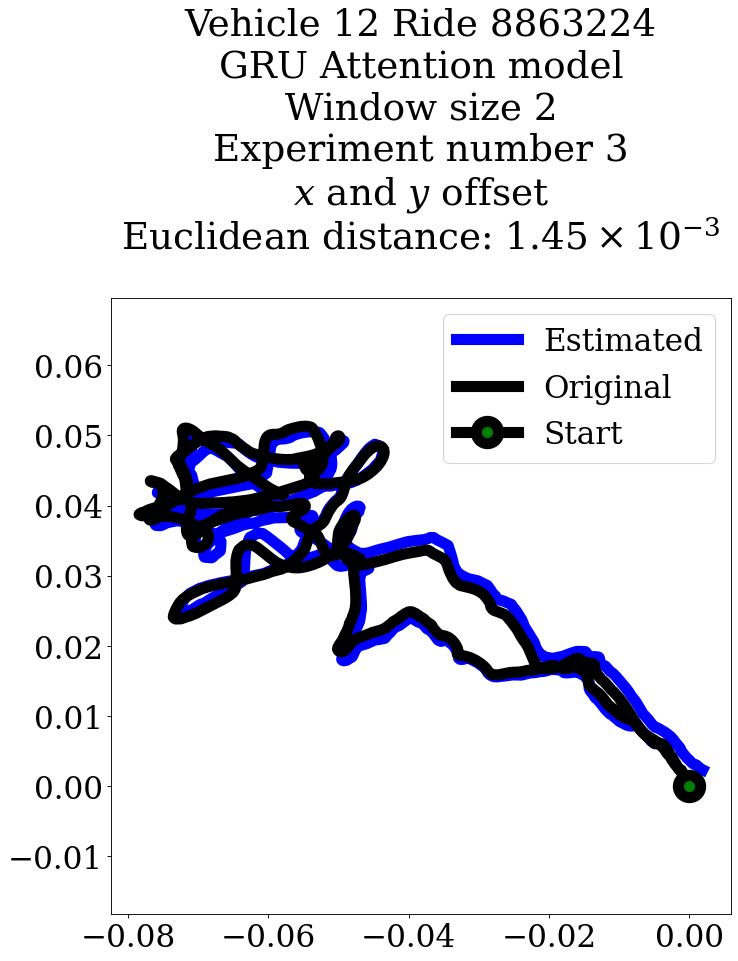 Vehicle 12 Ride 8863224
GRU Attention model
Window size 2
Experiment number 3
x and y offset
Euclidean distance: 1.45 × 10⁻³
Estimated
Original
Start
0.06
0.05
0.04
0.03
0.02
0.01
0.00
−0.01
−0.08
−0.06
−0.04
−0.02
0.00